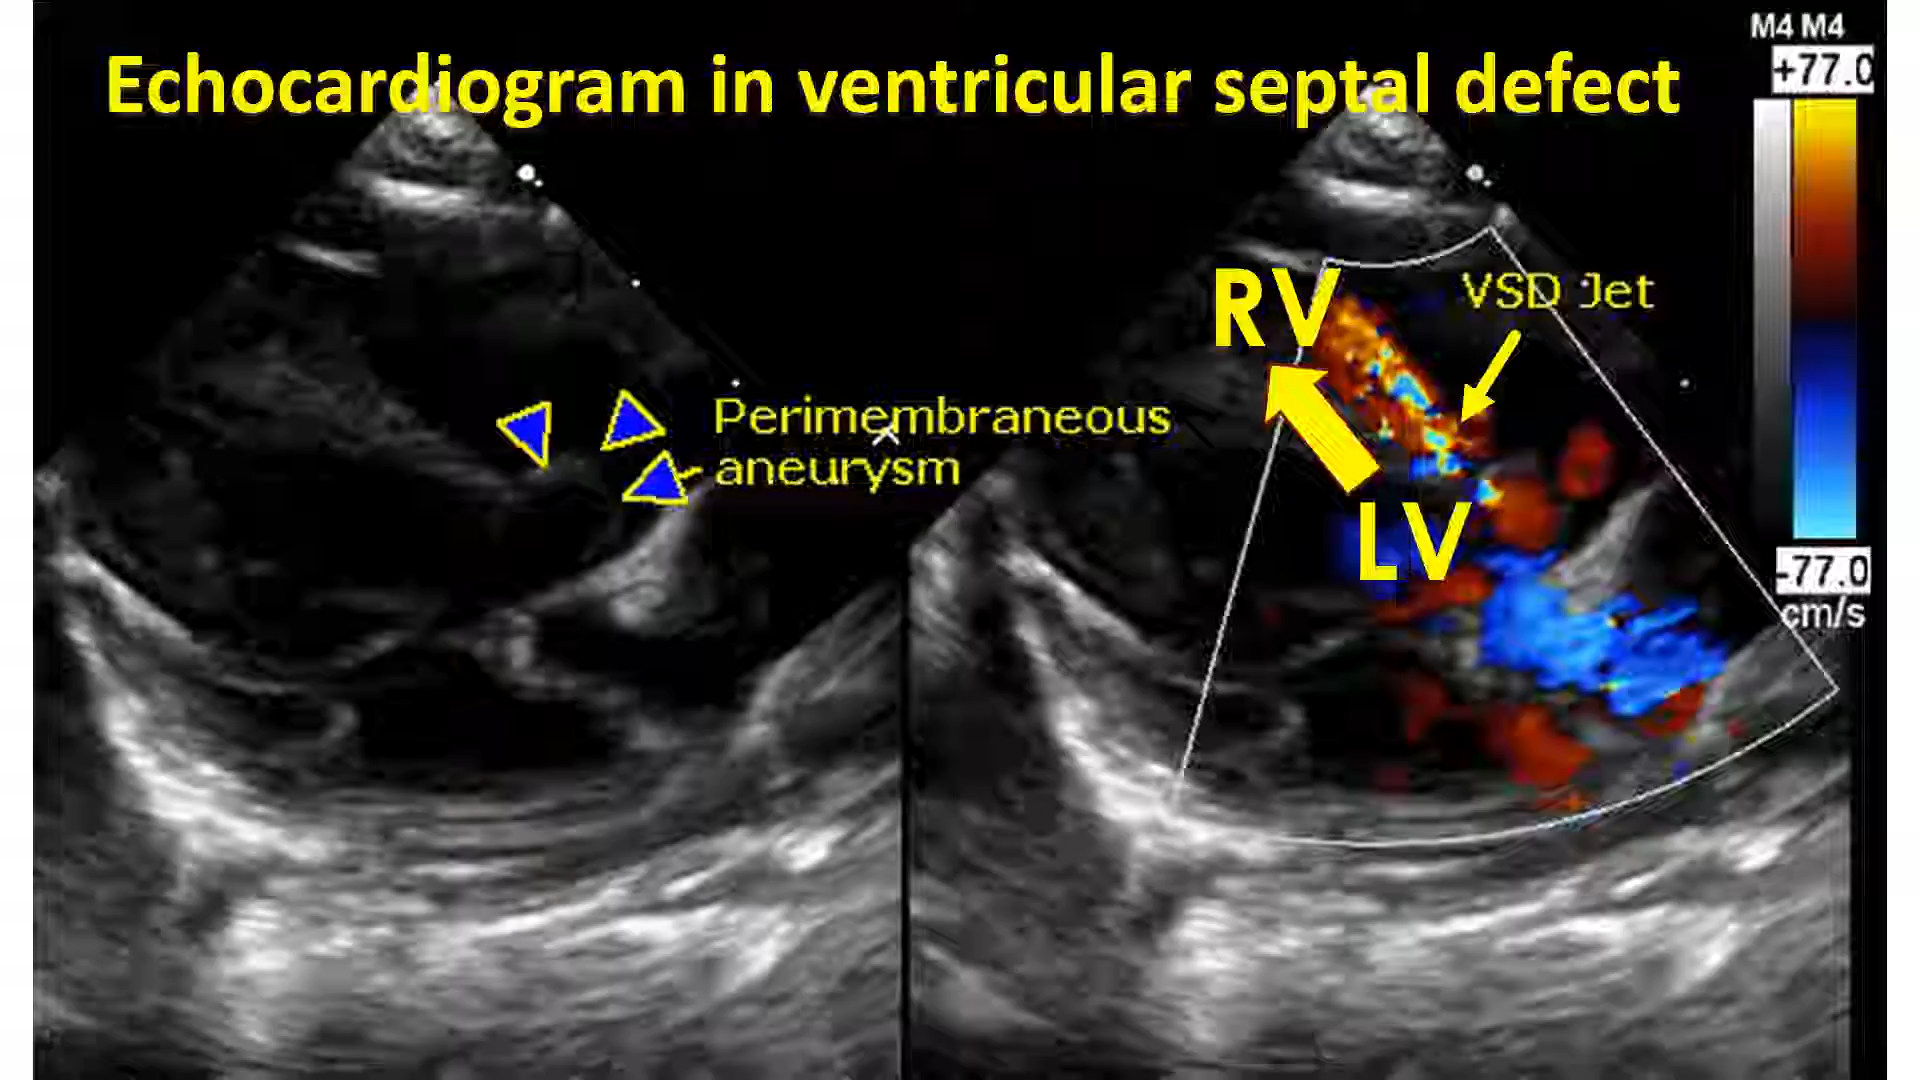 Echocardiogram in ventricular septal defect
M4 M4
+77.0
RV
VSD Jet
Perimembraneous
aneurysm
LV
-77.0
cm/s